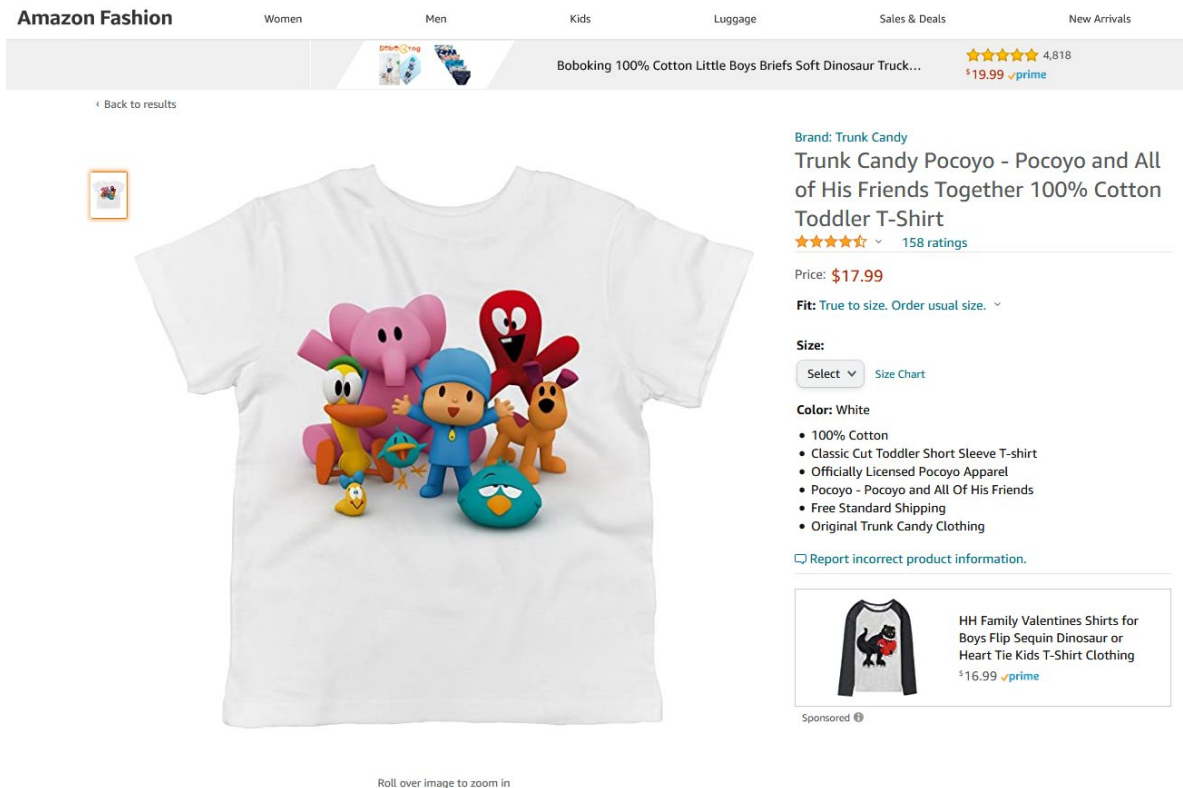 Amazon Fashion
Women
Men
Kids
Luggage
Sales & Deals
New Arrivals
Boboking 100% Cotton Little Boys Briefs Soft Dinosaur Truck...
4,818
$19.99 prime
‹ Back to results
Brand: Trunk Candy
Trunk Candy Pocoyo - Pocoyo and All
of His Friends Together 100% Cotton
Toddler T-Shirt
158 ratings
Price: $17.99
Fit: True to size. Order usual size.
Size:
Select
Size Chart
Color: White
• 100% Cotton
• Classic Cut Toddler Short Sleeve T-shirt
• Officially Licensed Pocoyo Apparel
• Pocoyo - Pocoyo and All Of His Friends
• Free Standard Shipping
• Original Trunk Candy Clothing
Report incorrect product information.
HH Family Valentines Shirts for
Boys Flip Sequin Dinosaur or
Heart Tie Kids T-Shirt Clothing
$16.99 prime
Sponsored
Roll over image to zoom in